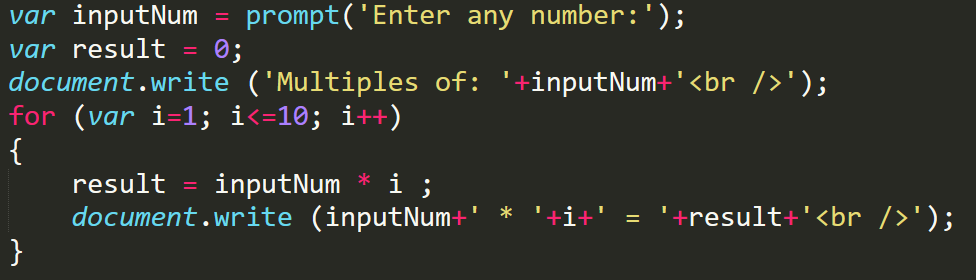 var inputNum = prompt('Enter any number:');
var result = 0;
document.write ('Multiples of: '+inputNum+'<br />');
for (var i=1; i<=10; i++)
{
    result = inputNum * i ;
    document.write (inputNum+' * '+i+' = '+result+'<br />');
}